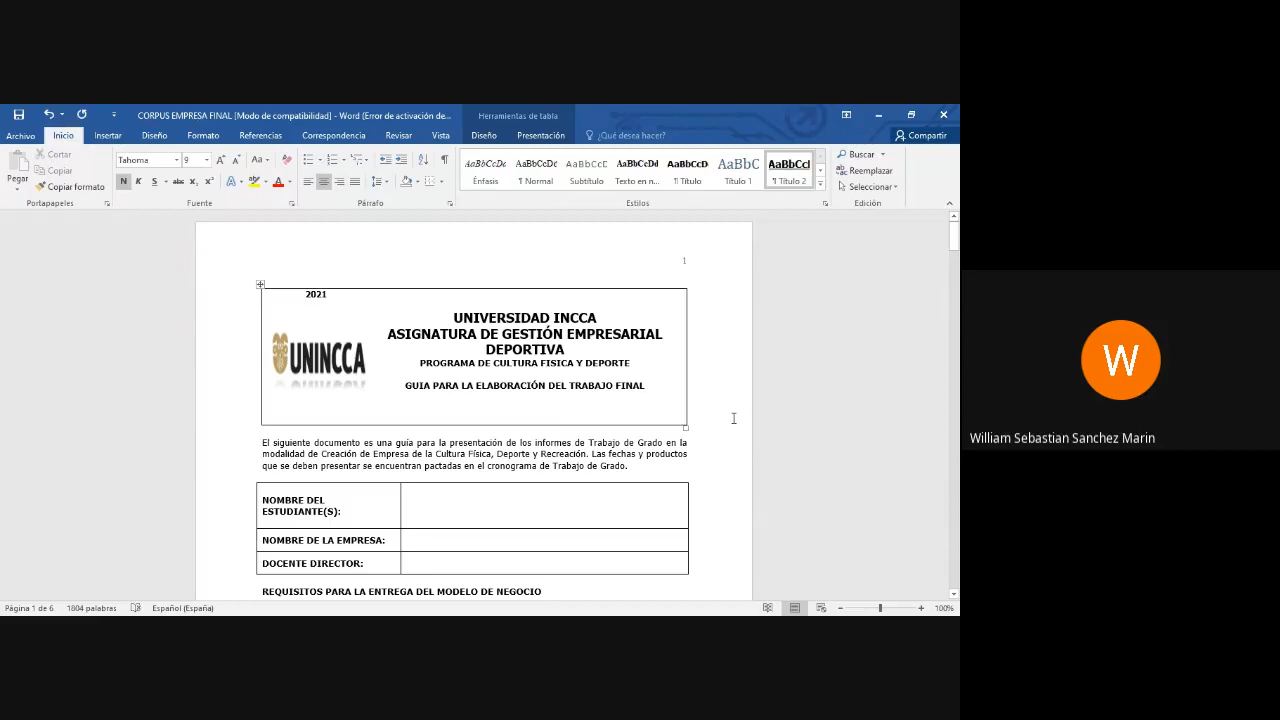 CORPUS EMPRESA FINAL [Modo de compatibilidad] - Word (Error de activación de...
Herramientas de tabla
Archivo Inicio Insertar Diseño Formato Referencias Correspondencia Revisar Vista Diseño Presentación ¿Qué desea hacer? Compartir
Pegar
Cortar
Copiar
Copiar formato
Portapapeles
Tahoma 9
N K S abc x₂ x²
Fuente
Párrafo
AaBbCcDc AaBbCcDc AaBbCcD AaBbCcDd AaBbCcD AaBbC AaBbCcI
Énfasis ¶ Normal Subtítulo Texto en n... ¶ Título Título 1 ¶ Título 2
Estilos
Buscar
Reemplazar
Seleccionar
Edición
1
2021
UNINCCA
UNIVERSIDAD INCCA
ASIGNATURA DE GESTIÓN EMPRESARIAL
DEPORTIVA
PROGRAMA DE CULTURA FISICA Y DEPORTE
GUIA PARA LA ELABORACIÓN DEL TRABAJO FINAL
El siguiente documento es una guía para la presentación de los informes de Trabajo de Grado en la
modalidad de Creación de Empresa de la Cultura Física, Deporte y Recreación. Las fechas y productos
que se deben presentar se encuentran pactadas en el cronograma de Trabajo de Grado.
NOMBRE DEL
ESTUDIANTE(S):
NOMBRE DE LA EMPRESA:
DOCENTE DIRECTOR:
REQUISITOS PARA LA ENTREGA DEL MODELO DE NEGOCIO
Página 1 de 6 1804 palabras Español (España) 100%
W
William Sebastian Sanchez Marin